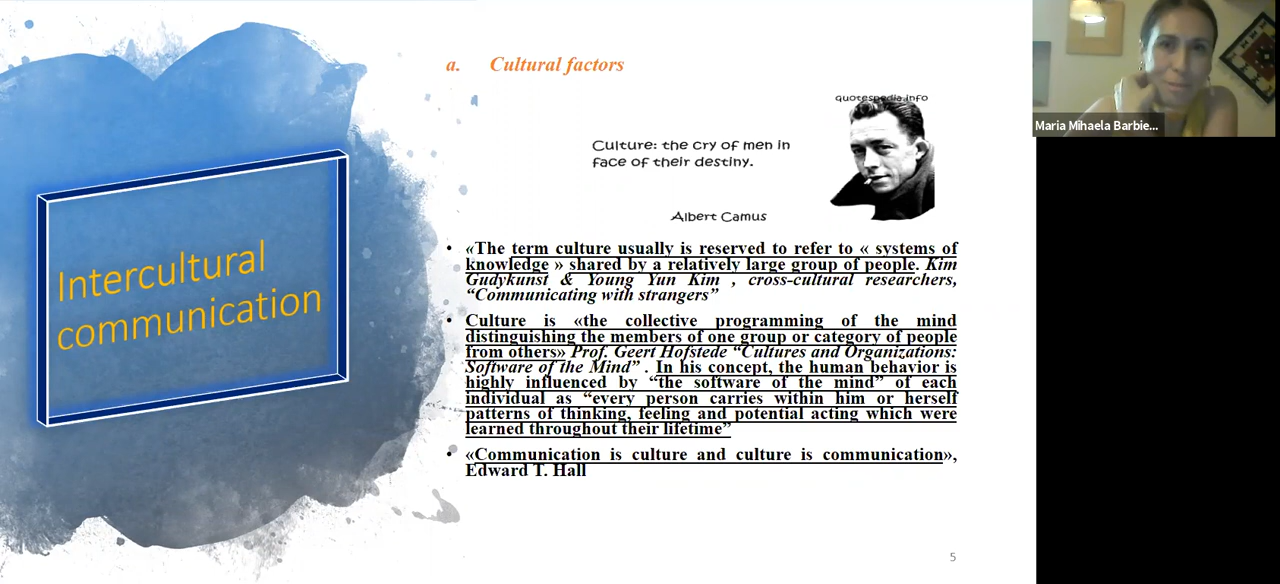 Intercultural
communication
a. Cultural factors
quotespedia.info
Culture: the cry of men in
face of their destiny.
Albert Camus
• «The term culture usually is reserved to refer to « systems of
knowledge » shared by a relatively large group of people. Kim
Gudykunst & Young Yun Kim , cross-cultural researchers,
“Communicating with strangers”
• Culture is «the collective programming of the mind
distinguishing the members of one group or category of people
from others» Prof. Geert Hofstede “Cultures and Organizations:
Software of the Mind” . In his concept, the human behavior is
highly influenced by “the software of the mind” of each
individual as “every person carries within him or herself
patterns of thinking, feeling and potential acting which were
learned throughout their lifetime”
• «Communication is culture and culture is communication»,
Edward T. Hall
5
Maria Mihaela Barbie...